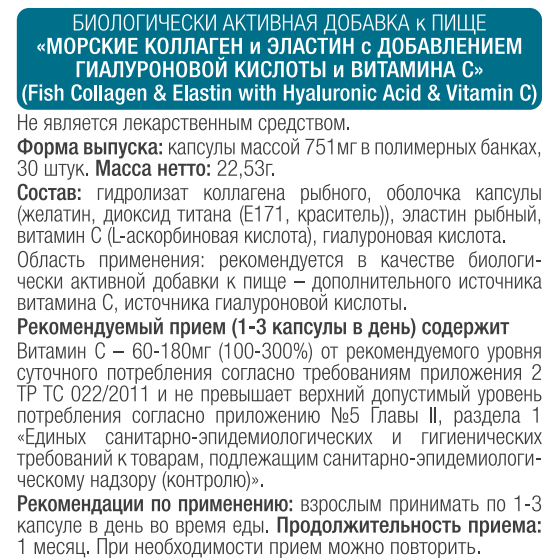 БИОЛОГИЧЕСКИ АКТИВНАЯ ДОБАВКА к ПИЩЕ
«МОРСКИЕ КОЛЛАГЕН и ЭЛАСТИН с ДОБАВЛЕНИЕМ
ГИАЛУРОНОВОЙ КИСЛОТЫ и ВИТАМИНА С»
(Fish Collagen & Elastin with Hyaluronic Acid & Vitamin C)
Не является лекарственным средством.
Форма выпуска: капсулы массой 751мг в полимерных банках,
30 штук. Масса нетто: 22,53г.
Состав: гидролизат коллагена рыбного, оболочка капсулы
(желатин, диоксид титана (Е171, краситель)), эластин рыбный,
витамин С (L-аскорбиновая кислота), гиалуроновая кислота.
Область применения: рекомендуется в качестве биологи-
чески активной добавки к пище – дополнительного источника
витамина С, источника гиалуроновой кислоты.
Рекомендуемый прием (1-3 капсулы в день) содержит
Витамин С – 60-180мг (100-300%) от рекомендуемого уровня
суточного потребления согласно требованиям приложения 2
ТР ТС 022/2011 и не превышает верхний допустимый уровень
потребления согласно приложению №5 Главы II, раздела 1
«Единых санитарно-эпидемиологических и гигиенических
требований к товарам, подлежащим санитарно-эпидемиологи-
ческому надзору (контролю)».
Рекомендации по применению: взрослым принимать по 1-3
капсуле в день во время еды. Продолжительность приема:
1 месяц. При необходимости прием можно повторить.